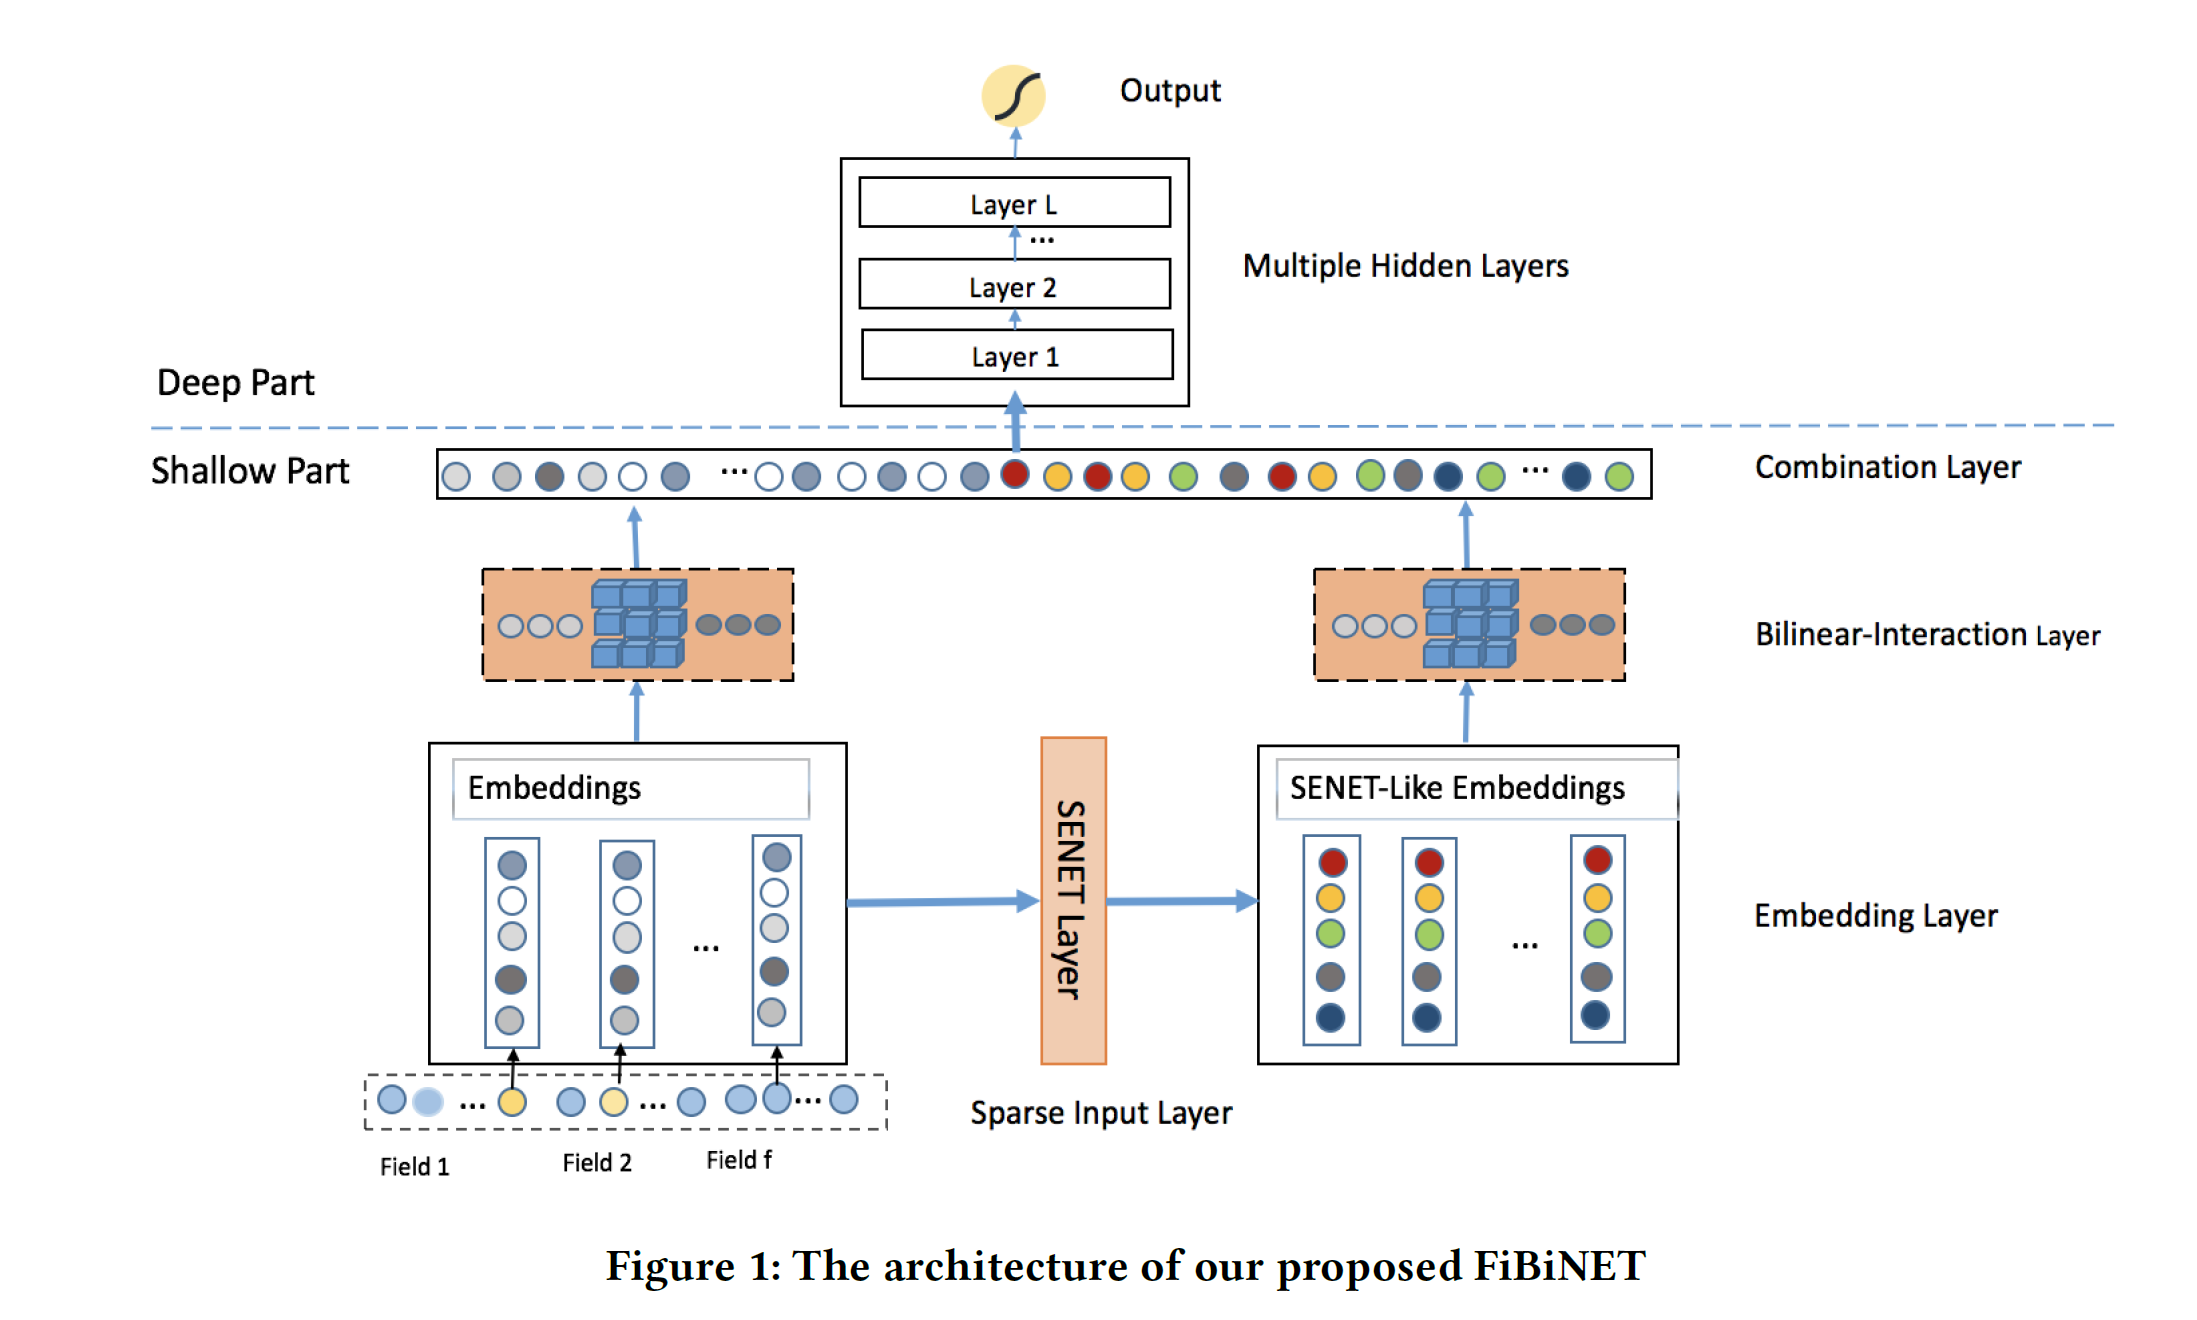 Output
Layer L
...
Layer 2
Multiple Hidden Layers
Layer 1
Deep Part
Shallow Part
... ...
Combination Layer
Bilinear-Interaction Layer
Embeddings
SENET Layer
SENET-Like Embeddings
... ...
Embedding Layer
... ... ...
Sparse Input Layer
Field 1 Field 2 Field f
Figure 1: The architecture of our proposed FiBiNET